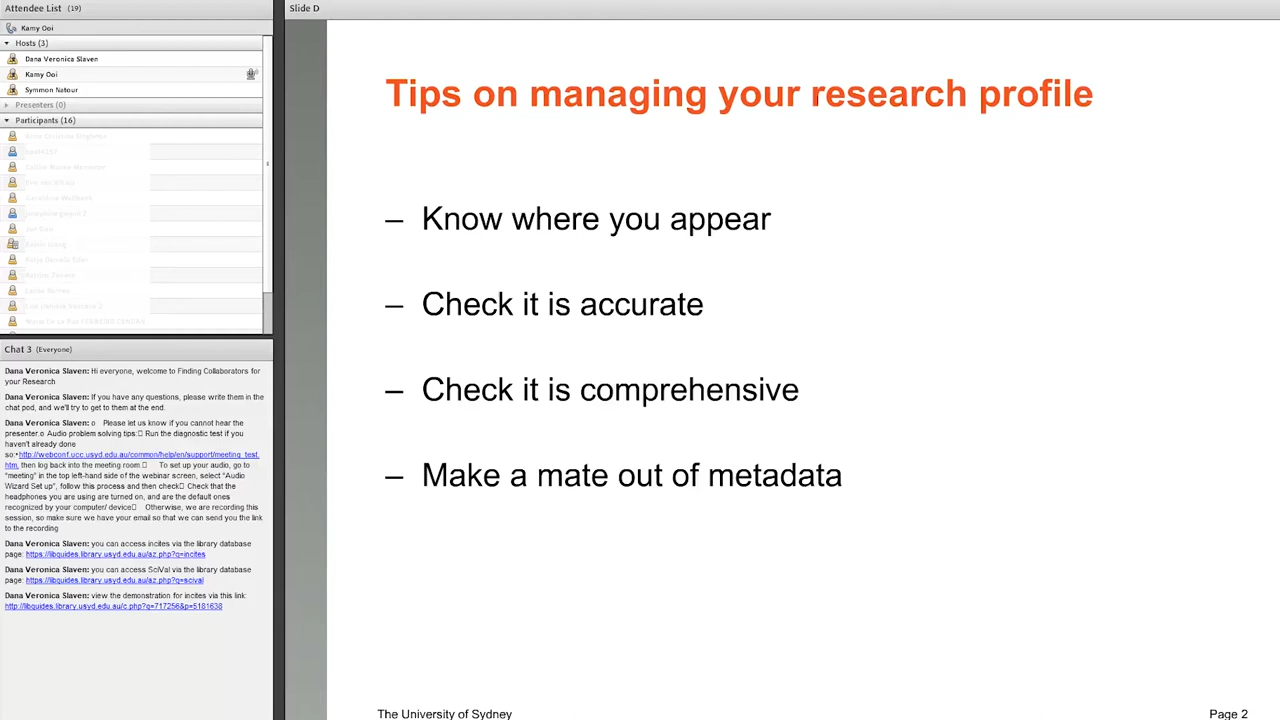 Attendee List (19)
Kamy Ooi
Hosts (3)
Dana Veronica Slaven
Kamy Ooi
Symmon Natour
Presenters (0)
Participants (16)
Chat 3 (Everyone)
Dana Veronica Slaven: Hi everyone, welcome to Finding Collaborators for
your Research
Dana Veronica Slaven: If you have any questions, please write them in the
chat pod, and we'll try to get to them at the end.
Dana Veronica Slaven: o Please let us know if you cannot hear the
presenter.o Audio problem solving tips: Run the diagnostic test if you
haven't already done
so:•http://webconf.ucc.usyd.edu.au/common/help/en/support/meeting_test.
htm, then log back into the meeting room. To set up your audio, go to
"meeting" in the top left-hand side of the webinar screen, select "Audio
Wizard Set up", follow this process and then check Check that the
headphones you are using are turned on, and are the default ones
recognized by your computer/ device Otherwise, we are recording this
session, so make sure we have your email so that we can send you the link
to the recording
Dana Veronica Slaven: you can access incites via the library database
page: https://libguides.library.usyd.edu.au/az.php?q=incites
Dana Veronica Slaven: you can access SciVal via the library database
page: https://libguides.library.usyd.edu.au/az.php?q=scival
Dana Veronica Slaven: view the demonstration for incites via this link:
http://libguides.library.usyd.edu.au/c.php?g=717256&p=5181638
Slide D
Tips on managing your research profile
– Know where you appear
– Check it is accurate
– Check it is comprehensive
– Make a mate out of metadata
The University of Sydney
Page 2